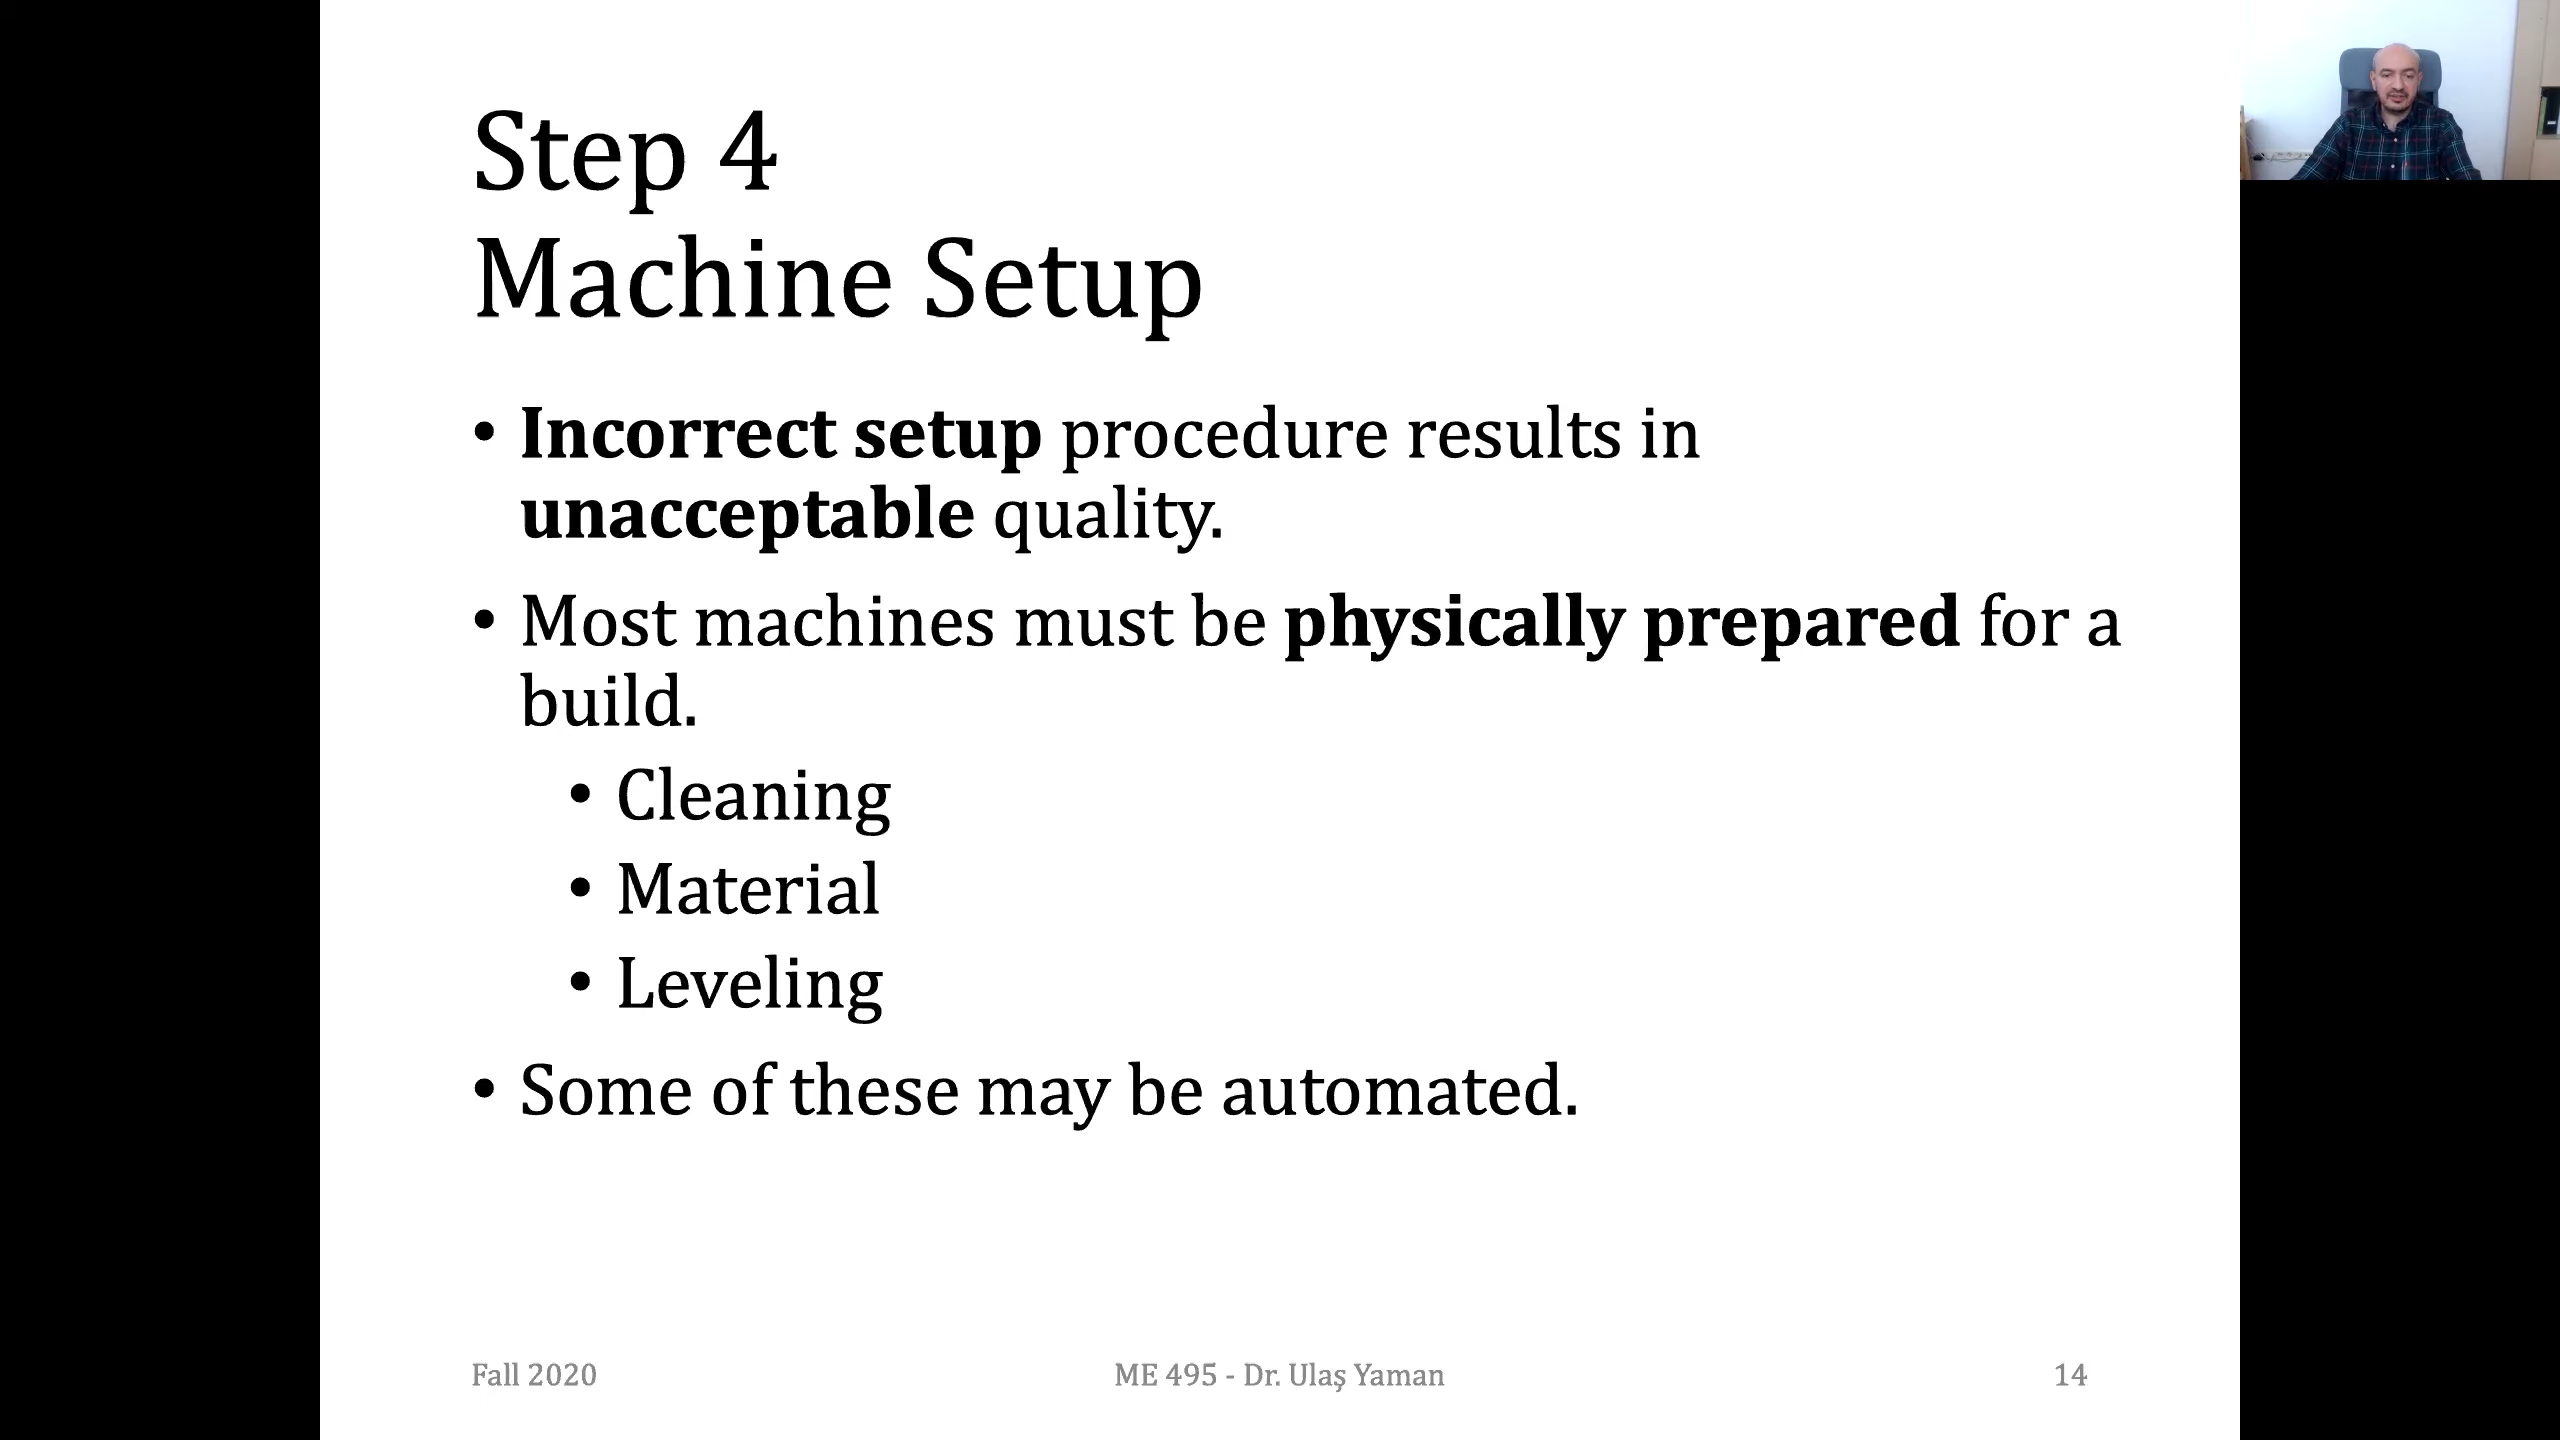 Step 4
Machine Setup
• Incorrect setup procedure results in
unacceptable quality.
• Most machines must be physically prepared for a
build.
• Cleaning
• Material
• Leveling
• Some of these may be automated.
Fall 2020
ME 495 - Dr. Ulaş Yaman
14